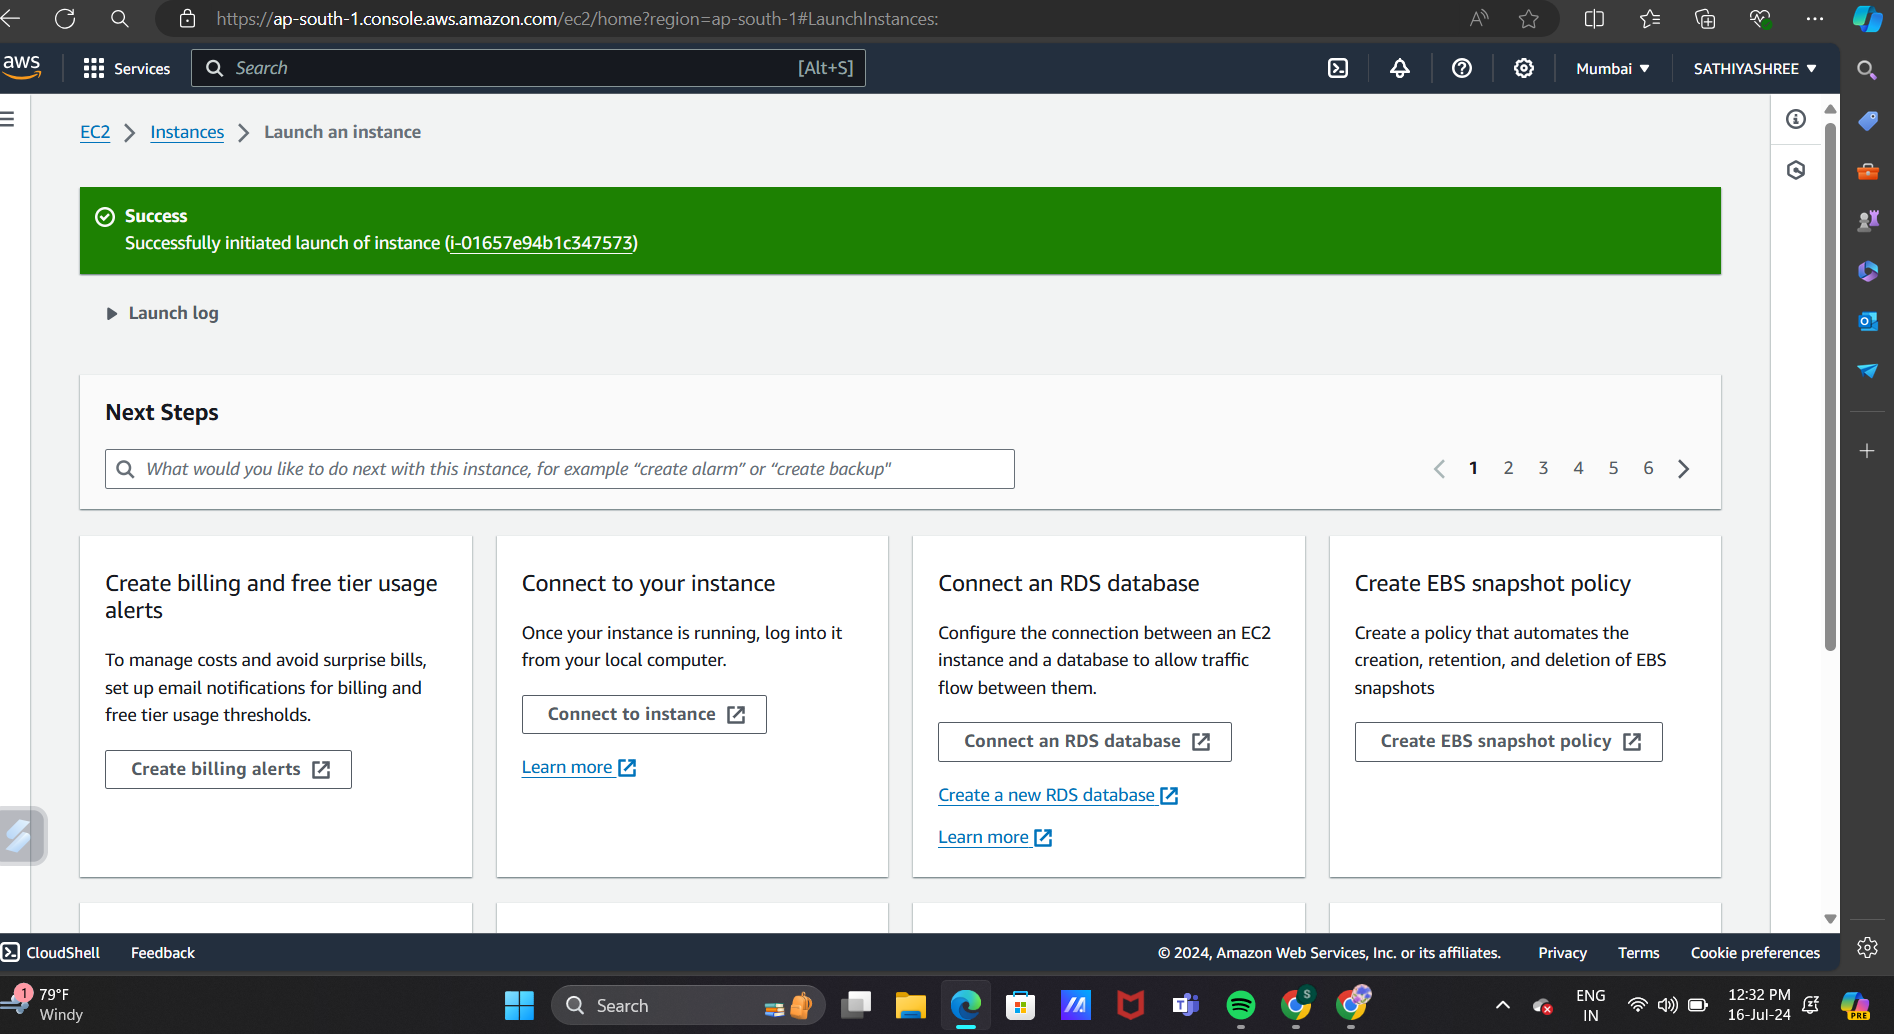 https://ap-south-1.console.aws.amazon.com/ec2/home?region=ap-south-1#LaunchInstances:
aws
Services
Search
[Alt+S]
Mumbai
SATHIYASHREE
EC2
Instances
Launch an instance
Success
Successfully initiated launch of instance (i-01657e94b1c347573)
Launch log
Next Steps
What would you like to do next with this instance, for example “create alarm” or “create backup"
1 2 3 4 5 6
Create billing and free tier usage
alerts
To manage costs and avoid surprise bills,
set up email notifications for billing and
free tier usage thresholds.
Create billing alerts
Connect to your instance
Once your instance is running, log into it
from your local computer.
Connect to instance
Learn more
Connect an RDS database
Configure the connection between an EC2
instance and a database to allow traffic
flow between them.
Connect an RDS database
Create a new RDS database
Learn more
Create EBS snapshot policy
Create a policy that automates the
creation, retention, and deletion of EBS
snapshots
Create EBS snapshot policy
CloudShell
Feedback
© 2024, Amazon Web Services, Inc. or its affiliates.
Privacy
Terms
Cookie preferences
1
79°F
Windy
Search
S
ENG
IN
12:32 PM
16-Jul-24
PRE